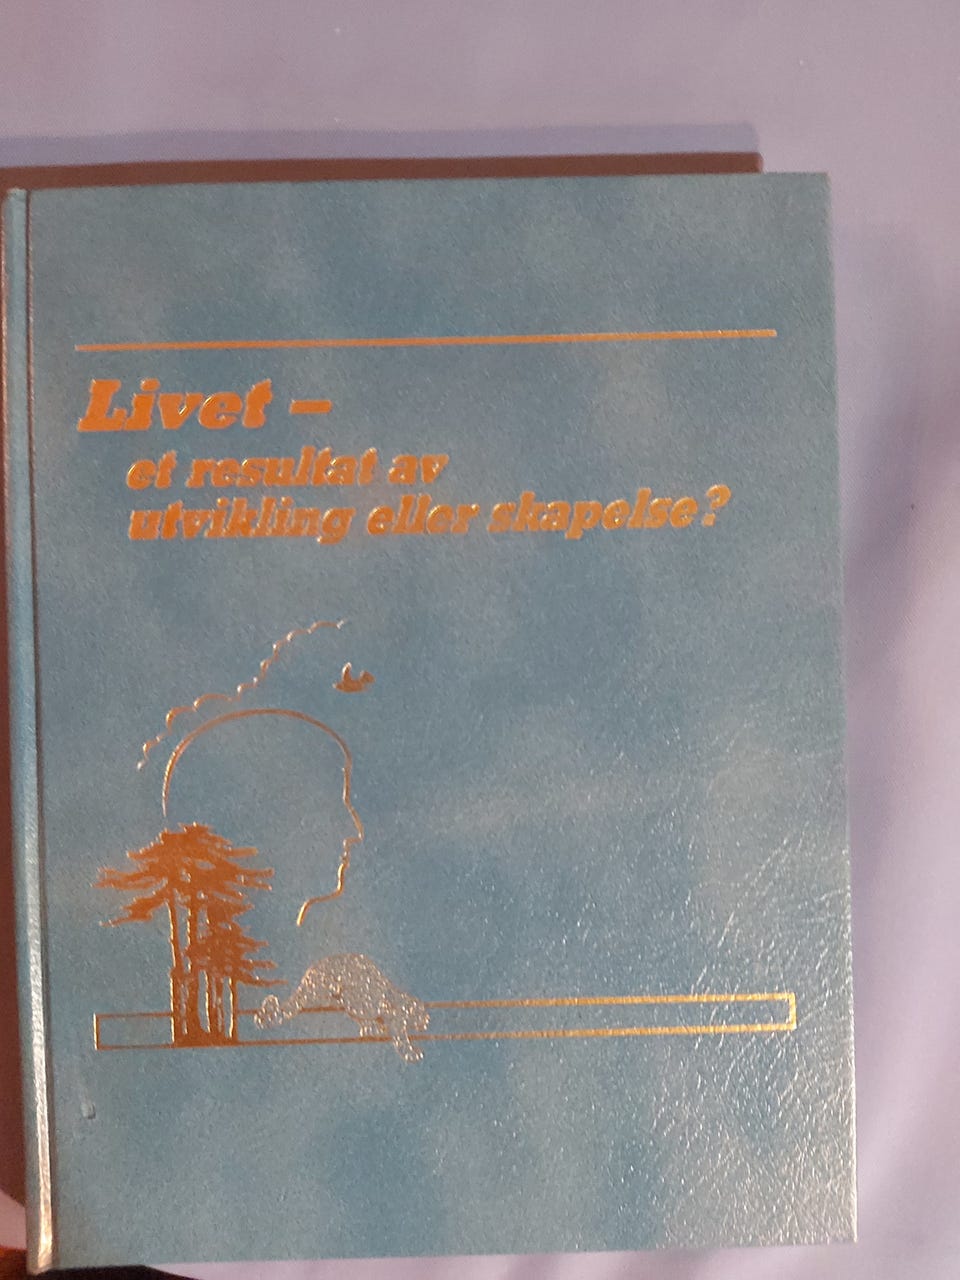 Livet –
et resultat av
utvikling eller skapelse?